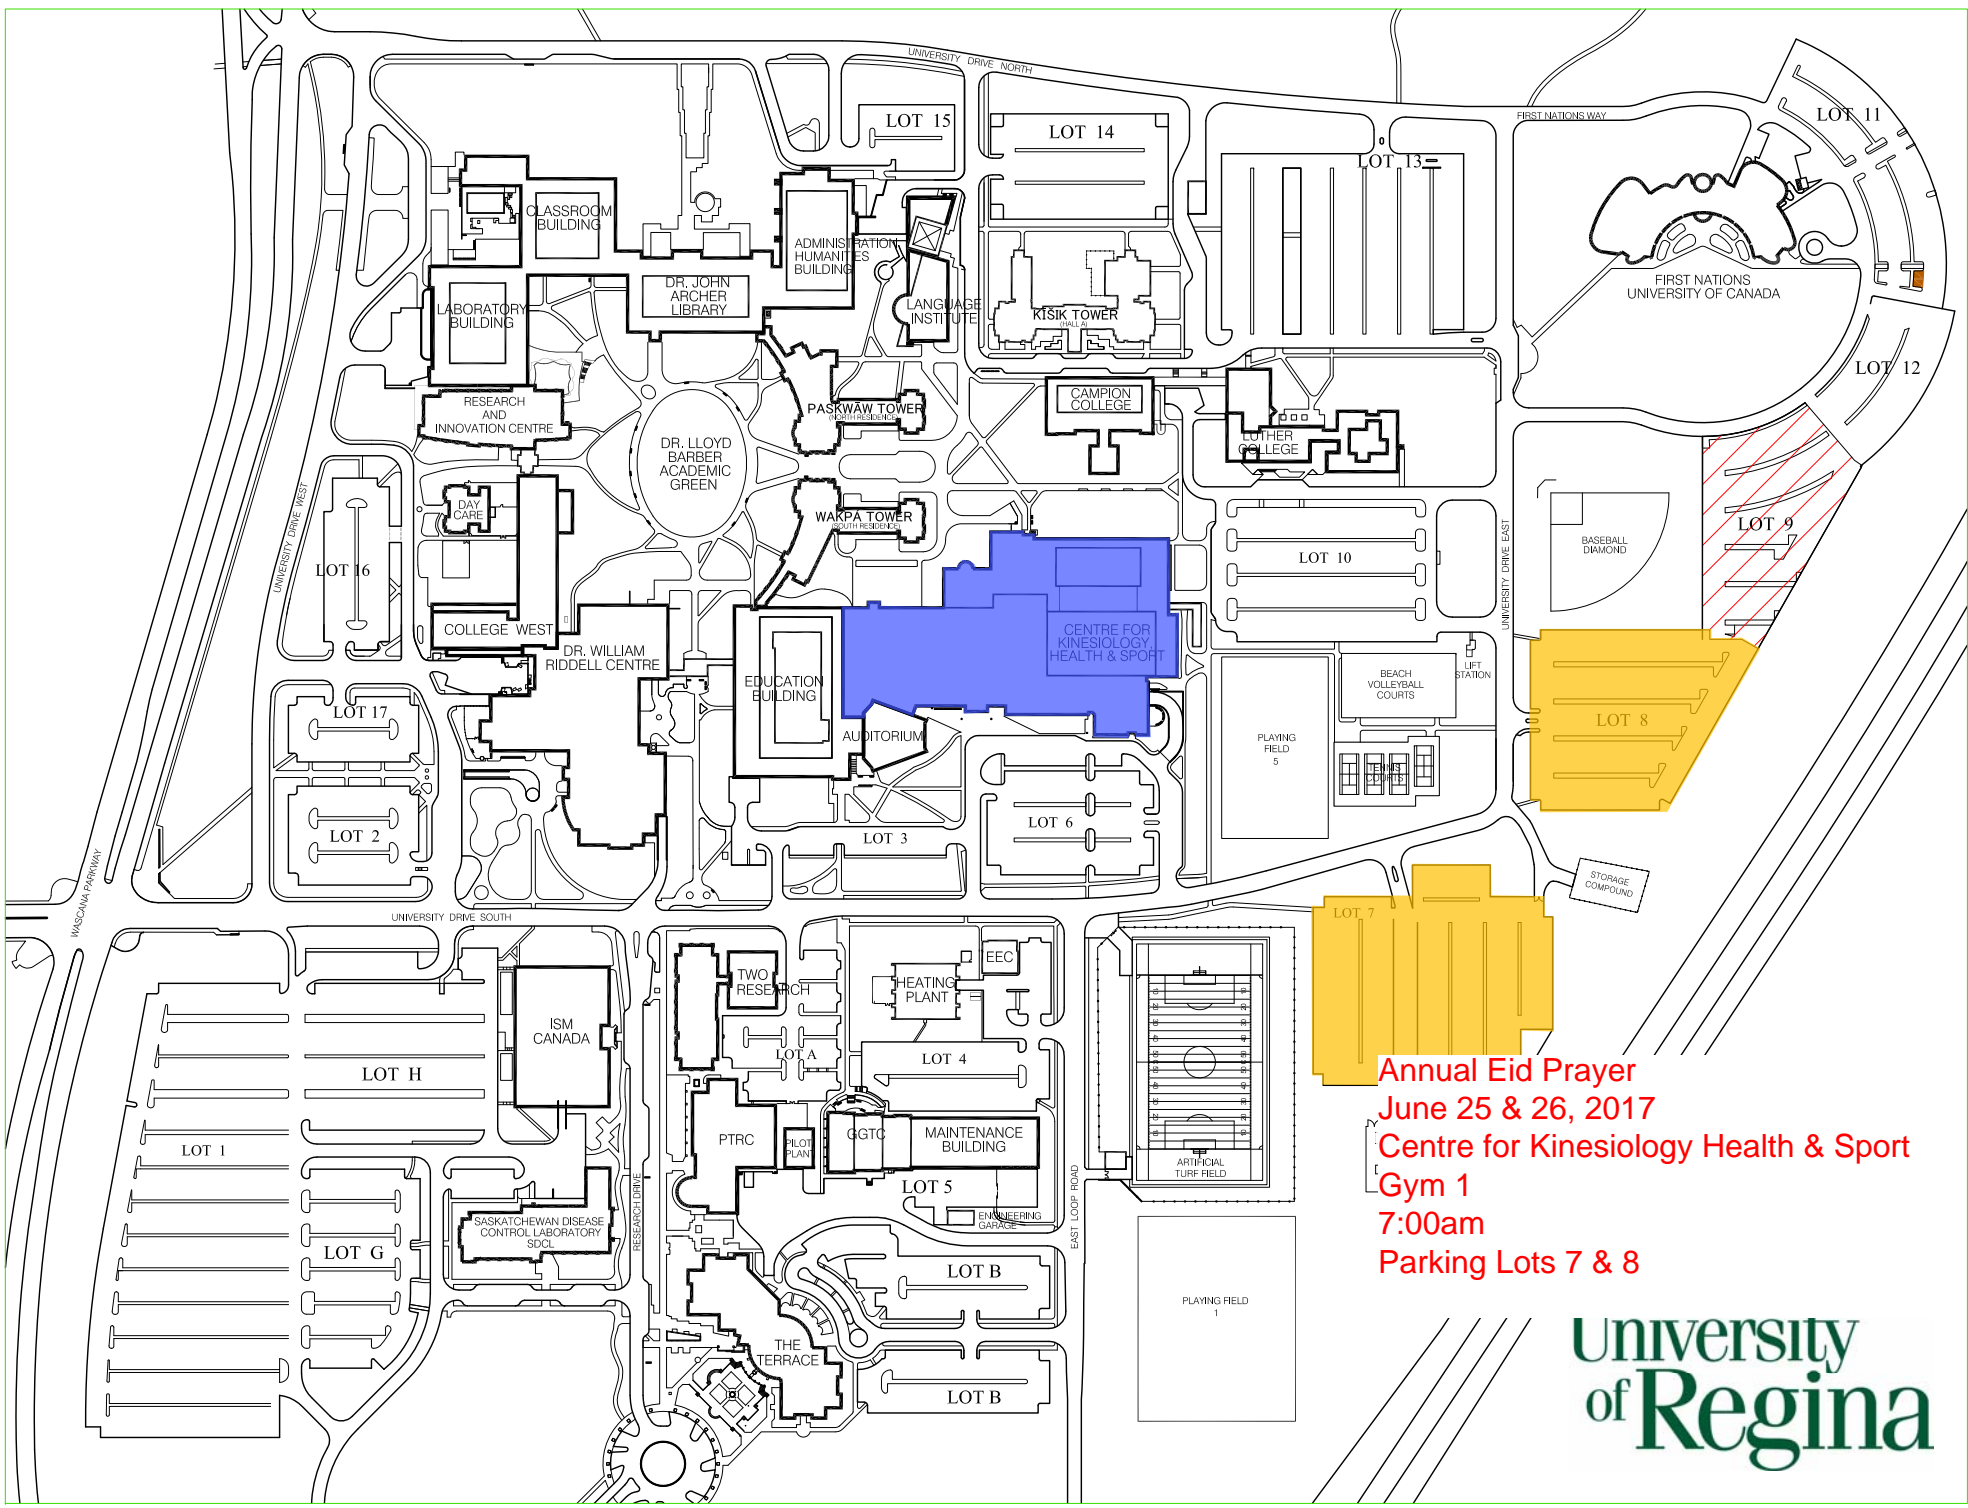 UNIVERSITY DRIVE NORTH
FIRST NATIONS WAY
LOT 11
LOT 15
LOT 14
LOT 13
CLASSROOM
BUILDING
ADMINISTRATION
HUMANITIES
BUILDING
DR. JOHN
ARCHER
LIBRARY
LABORATORY
BUILDING
LANGUAGE
INSTITUTE
KĪŠIK TOWER
(HALL A)
FIRST NATIONS
UNIVERSITY OF CANADA
LOT 12
RESEARCH
AND
INNOVATION CENTRE
PASKWĀW TOWER
(NORTH RESIDENCE)
CAMPION
COLLEGE
LUTHER
COLLEGE
DR. LLOYD
BARBER
ACADEMIC
GREEN
DAY
CARE
WAKPÁ TOWER
(SOUTH RESIDENCE)
UNIVERSITY DRIVE WEST
LOT 16
LOT 10
UNIVERSITY DRIVE EAST
BASEBALL
DIAMOND
LOT 9
COLLEGE WEST
DR. WILLIAM
RIDDELL CENTRE
CENTRE FOR
KINESIOLOGY,
HEALTH & SPORT
EDUCATION
BUILDING
AUDITORIUM
BEACH
VOLLEYBALL
COURTS
LIFT
STATION
LOT 17
LOT 8
PLAYING
FIELD
5
TENNIS
COURTS
LOT 2
LOT 3
LOT 6
WASCANA PARKWAY
UNIVERSITY DRIVE SOUTH
STORAGE
COMPOUND
LOT 7
TWO
RESEARCH
HEATING
PLANT
EEC
ISM
CANADA
LOT A
LOT 4
LOT H
LOT 1
PTRC
PILOT
PLANT
GGTC
MAINTENANCE
BUILDING
ARTIFICIAL
TURF FIELD
LOT 5
ENGINEERING
GARAGE
RESEARCH DRIVE
EAST LOOP ROAD
SASKATCHEWAN DISEASE
CONTROL LABORATORY
SDCL
LOT G
LOT B
THE
TERRACE
LOT B
PLAYING FIELD
1
Annual Eid Prayer
June 25 & 26, 2017
Centre for Kinesiology Health & Sport
Gym 1
7:00am
Parking Lots 7 & 8
University
of Regina